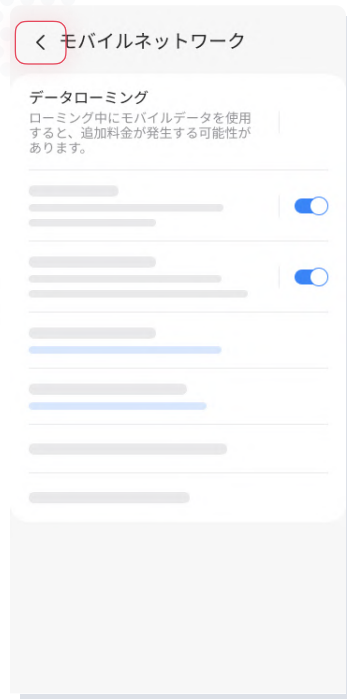 モバイルネットワーク
データローミング
ローミング中にモバイルデータを使用
すると、追加料金が発生する可能性が
あります。